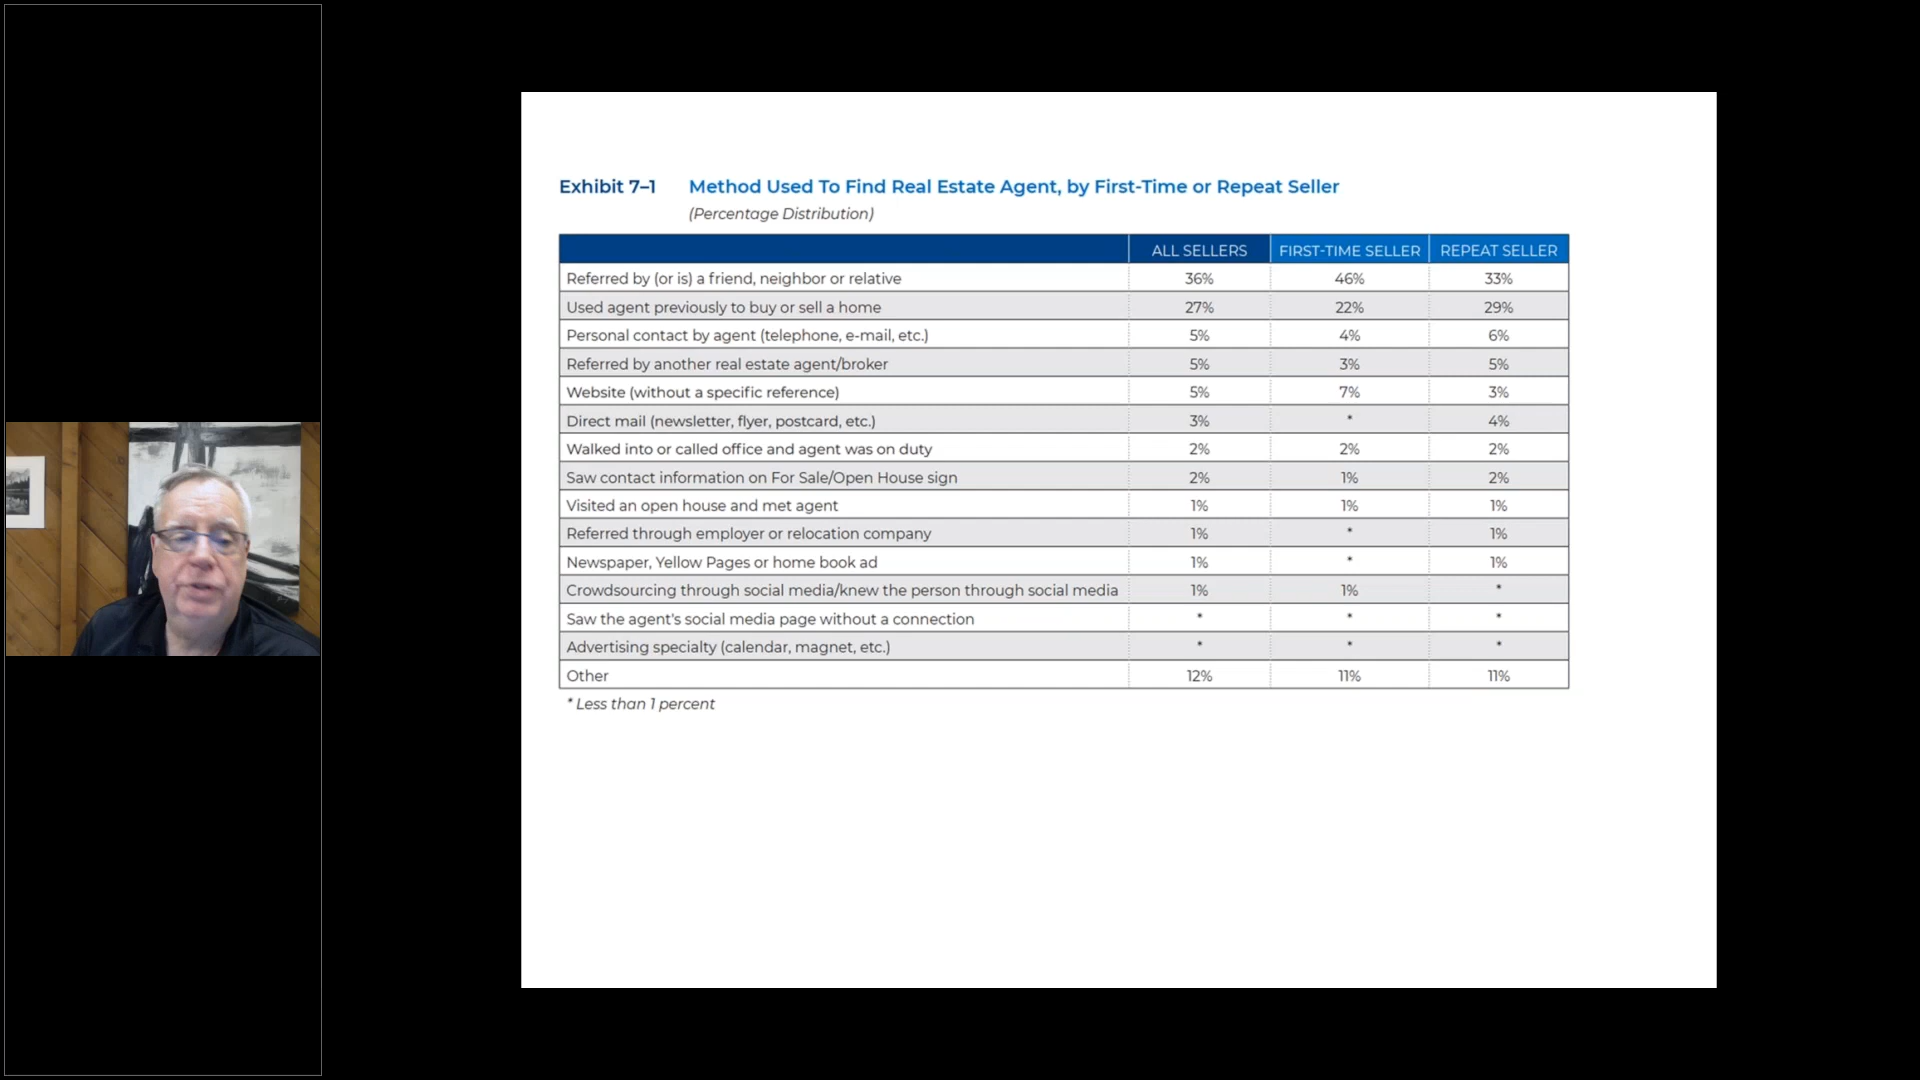 Exhibit 7–1 Method Used To Find Real Estate Agent, by First-Time or Repeat Seller
(Percentage Distribution)
ALL SELLERS FIRST-TIME SELLER REPEAT SELLER
Referred by (or is) a friend, neighbor or relative 36% 46% 33%
Used agent previously to buy or sell a home 27% 22% 29%
Personal contact by agent (telephone, e-mail, etc.) 5% 4% 6%
Referred by another real estate agent/broker 5% 3% 5%
Website (without a specific reference) 5% 7% 3%
Direct mail (newsletter, flyer, postcard, etc.) 3% * 4%
Walked into or called office and agent was on duty 2% 2% 2%
Saw contact information on For Sale/Open House sign 2% 1% 2%
Visited an open house and met agent 1% 1% 1%
Referred through employer or relocation company 1% * 1%
Newspaper, Yellow Pages or home book ad 1% * 1%
Crowdsourcing through social media/knew the person through social media 1% 1% *
Saw the agent's social media page without a connection * * *
Advertising specialty (calendar, magnet, etc.) * * *
Other 12% 11% 11%
* Less than 1 percent